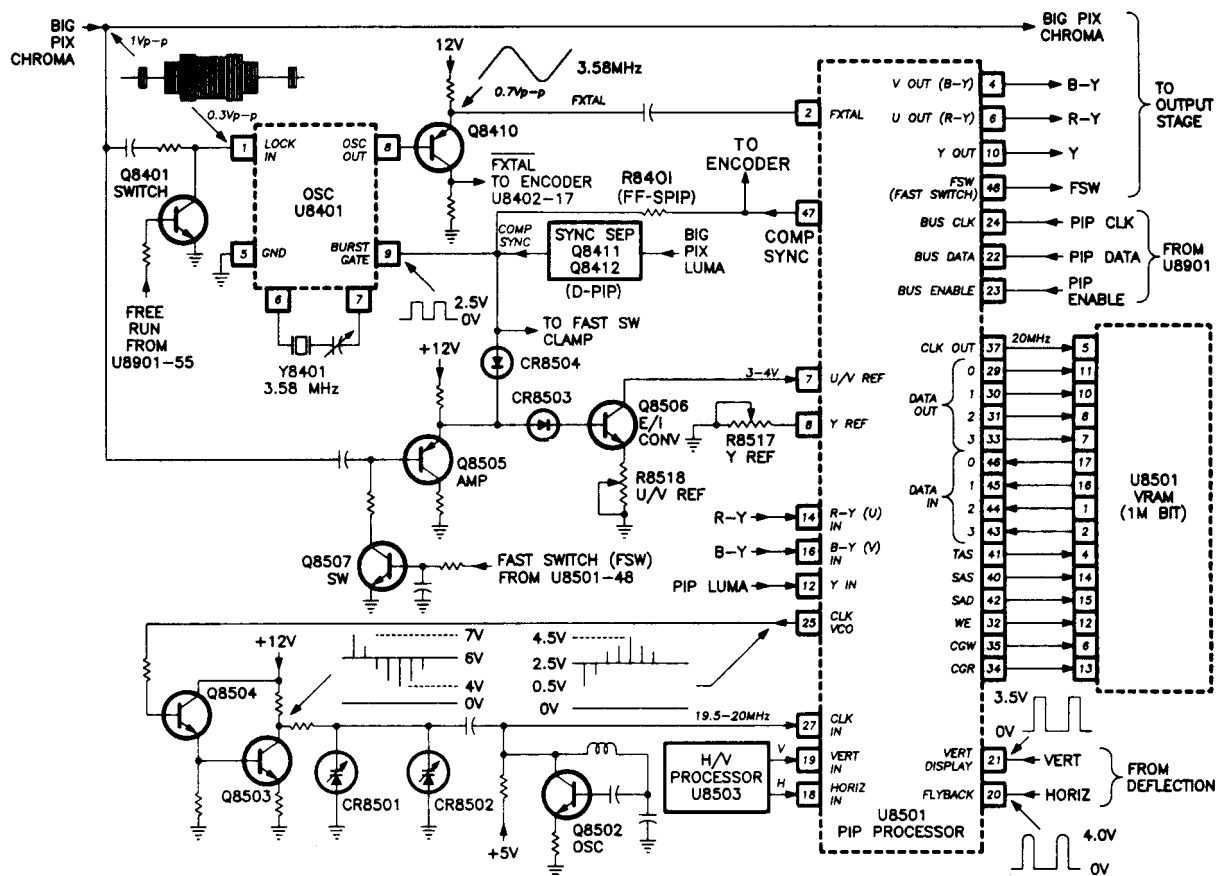 BIG
PIX
CHROMA
1Vp-p
0.3Vp-p
12V
3.58MHz
0.7Vp-p
FXTAL
BIG PIX
CHROMA
TO
OUTPUT
STAGE
V OUT (B-Y)
4
B-Y
U OUT (R-Y)
6
R-Y
Y OUT
10
Y
FSW
(FAST SWITCH)
48
FSW
BUS CLK
24
PIP CLK
BUS DATA
22
PIP DATA
BUS ENABLE
23
PIP
ENABLE
FROM
U8901
2
FXTAL
Q8401
SWITCH
1
LOCK
IN
OSC
OUT
8
Q8410
OSC
U8401
FXTAL
TO ENCODER
U8402-17
TO
ENCODER
R8401
(FF-SPIP)
47
COMP
SYNC
5
GND
BURST
GATE
9
COMP
SYNC
SYNC SEP
Q8411
Q8412
(D-PIP)
BIG
PIX
LUMA
6
7
2.5V
0V
FREE
RUN
FROM
U8901-55
Y8401
3.58 MHz
TO FAST SW
CLAMP
+12V
CR8504
CR8503
Q8506
E/I
CONV
3-4V
7
U/V REF
8
Y REF
R8517
Y REF
R8518
U/V REF
Q8505
AMP
Q8507
SW
FAST SWITCH (FSW)
FROM U8501-48
R-Y
14
R-Y (U)
IN
B-Y
16
B-Y (V)
IN
PIP LUMA
12
Y IN
25
CLK
VCO
CLK OUT
37
20MHz
5
DATA
OUT
0
29
11
1
30
10
2
31
8
3
33
7
DATA
IN
0
46
17
1
45
16
2
44
1
3
43
2
TAS
41
4
SAS
40
14
SAD
42
15
WE
32
12
CGW
35
6
CGR
34
13
U8501
VRAM
(1M BIT)
+12V
7V
6V
4V
0V
4.5V
2.5V
0.5V
0V
Q8504
Q8503
CR8501
CR8502
19.5-20MHz
27
CLK
IN
+5V
Q8502
OSC
H/V
PROCESSOR
U8503
V
19
VERT
IN
H
18
HORIZ
IN
U8501
PIP PROCESSOR
3.5V
0V
VERT
DISPLAY
21
VERT
FLYBACK
20
HORIZ
FROM
DEFLECTION
4.0V
0V